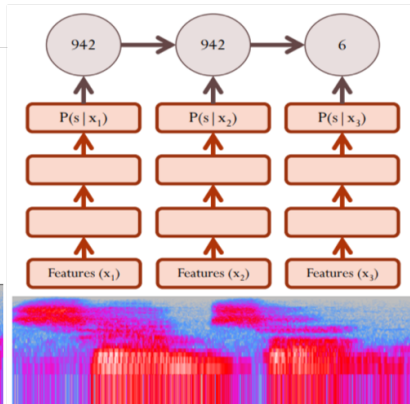 942 942 6
P(s|x₁) P(s|x₂) P(s|x₃)
Features (x₁) Features (x₂) Features (x₃)